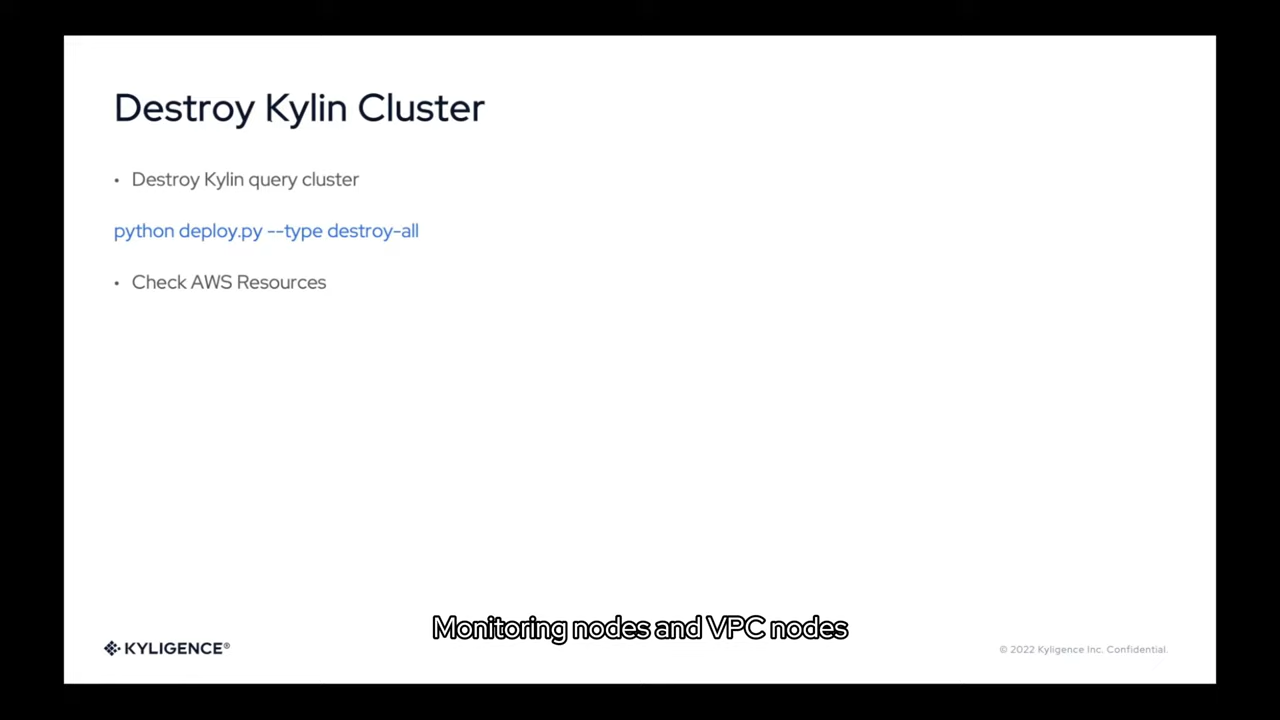 Destroy Kylin Cluster
• Destroy Kylin query cluster
python deploy.py --type destroy-all
• Check AWS Resources
Monitoring nodes and VPC nodes
KYLIGENCE®
© 2022 Kyligence Inc. Confidential.